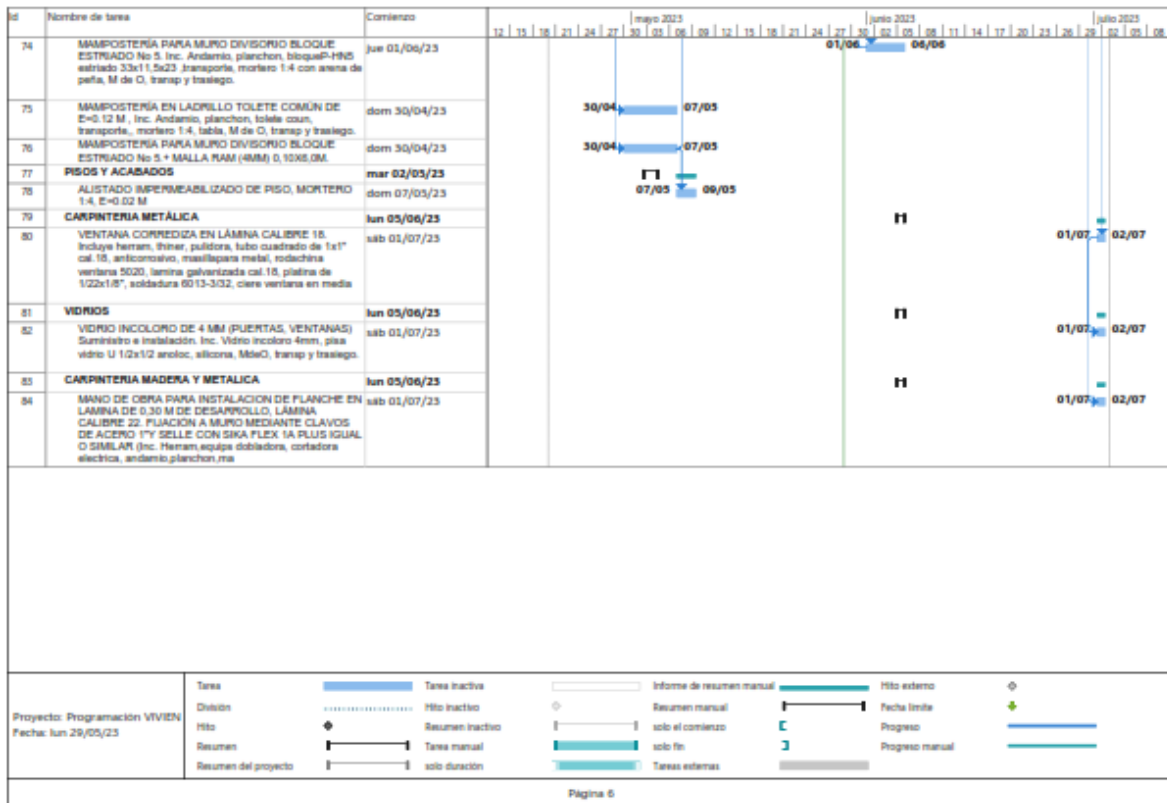 Id Nombre de tarea Comienzo mayo 2023 junio 2023 julio 2023
12 15 18 21 24 27 30 03 06 09 12 15 18 21 24 27 30 02 05 08 11 14 17 20 23 26 29 02 05 08
74 MAMPOSTERÍA PARA MURO DIVISORIO BLOQUE jue 01/06/23 01/06 06/06
ESTRIADO No 5. Inc. Andamio, planchon, bloqueP-HN5
estriado 33x11,5x23 ,transporte, mortero 1:4 con arena de
peña, M de O, transp y trasiego.
75 MAMPOSTERÍA EN LADRILLO TOLETE COMÚN DE dom 30/04/23 30/04 07/05
E=0.12 M , Inc. Andamio, planchon, tolete coun,
transporte,, mortero 1:4, tabla, M de O, transp y trasiego.
76 MAMPOSTERÍA PARA MURO DIVISORIO BLOQUE dom 30/04/23 30/04 07/05
ESTRIADO No 5.+ MALLA RAM (4MM) 0,10X6,0M.
77 PISOS Y ACABADOS mar 02/05/23
78 ALISTADO IMPERMEABILIZADO DE PISO, MORTERO dom 07/05/23 07/05 09/05
1:4, E=0.02 M
79 CARPINTERIA METÁLICA lun 05/06/23
80 VENTANA CORREDIZA EN LÁMINA CALIBRE 18. sáb 01/07/23 01/07 02/07
Incluye herram, thiner, pulidora, tubo cuadrado de 1x1"
cal.18, anticorrosivo, masillapara metal, rodachina
ventana 5020, lamina galvanizada cal.18, platina de
1/22x1/8", soldadura 6013-3/32, ciere ventana en media
81 VIDRIOS lun 05/06/23
82 VIDRIO INCOLORO DE 4 MM (PUERTAS, VENTANAS) sáb 01/07/23 01/07 02/07
Suministro e instalación. Inc. Vidrio incoloro 4mm, pisa
vidrio U 1/2x1/2 anoloc, silicona, MdeO, transp y trasiego.
83 CARPINTERIA MADERA Y METALICA lun 05/06/23
84 MANO DE OBRA PARA INSTALACION DE FLANCHE EN sáb 01/07/23 01/07 02/07
LAMINA DE 0,30 M DE DESARROLLO, LÁMINA
CALIBRE 22. FIJACIÓN A MURO MEDIANTE CLAVOS
DE ACERO 1"Y SELLE CON SIKA FLEX 1A PLUS IGUAL
O SIMILAR (Inc. Herram,equipa dobladora, cortadora
electrica, andamio,planchon,ma
Proyecto: Programación VIVIEN
Fecha: lun 29/05/23
Tarea Tarea inactiva Informe de resumen manual Hito externo
División Hito inactivo Resumen manual Fecha límite
Hito Resumen inactivo solo el comienzo Progreso
Resumen Tarea manual solo fin Progreso manual
Resumen del proyecto solo duración Tareas externas
Página 6